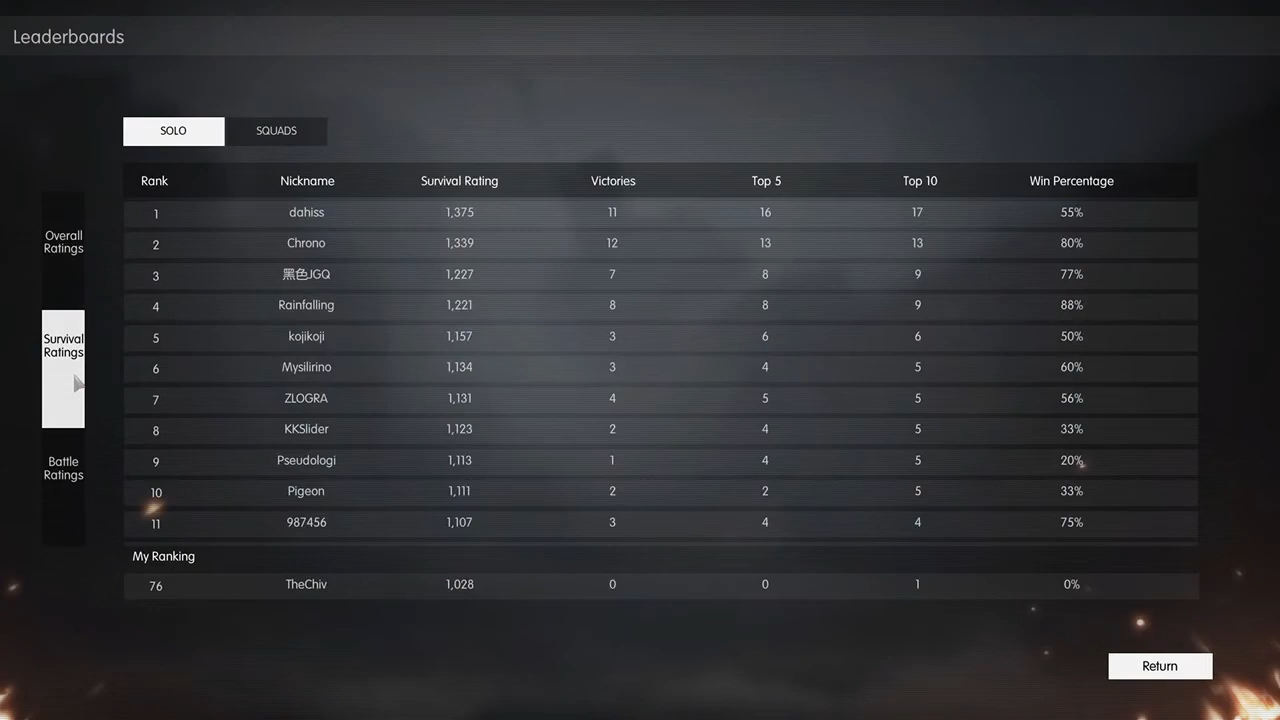 Leaderboards
SOLO SQUADS
Rank Nickname Survival Rating Victories Top 5 Top 10 Win Percentage
1 dahiss 1,375 11 16 17 55%
2 Chrono 1,339 12 13 13 80%
3 黑色JGQ 1,227 7 8 9 77%
4 Rainfalling 1,221 8 8 9 88%
5 kojikoji 1,157 3 6 6 50%
6 Mysilirino 1,134 3 4 5 60%
7 ZLOGRA 1,131 4 5 5 56%
8 KKSlider 1,123 2 4 5 33%
9 Pseudologi 1,113 1 4 5 20%
10 Pigeon 1,111 2 2 5 33%
11 987456 1,107 3 4 4 75%
My Ranking
76 TheChiv 1,028 0 0 1 0%
Overall
Ratings
Survival
Ratings
Battle
Ratings
Return